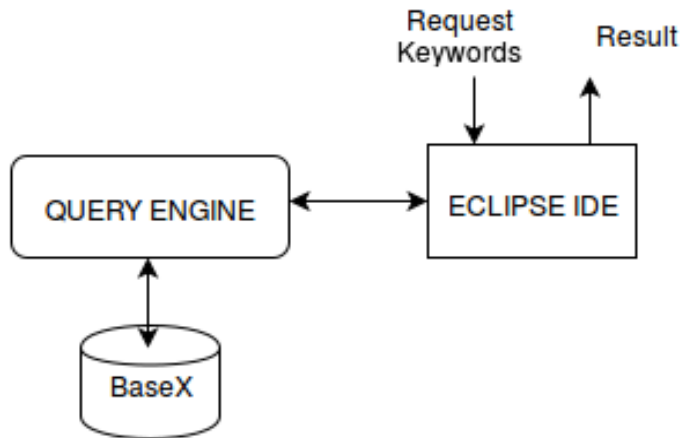 Request
Keywords
Result
QUERY ENGINE
ECLIPSE IDE
BaseX